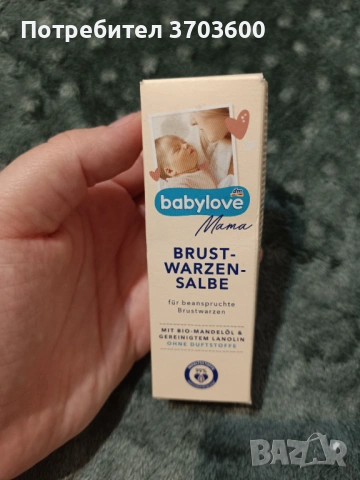 Потребител 3703600
babylove
Mama
BRUST-
WARZEN-
SALBE
für beanspruchte
Brustwarzen
MIT BIO-MANDELÖL &
GEREINIGTEM LANOLIN
OHNE DUFTSTOFFE
BAZAR